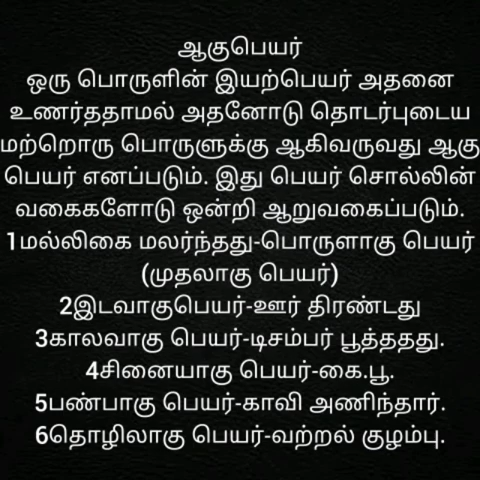 ஆகுபெயர்
ஒரு பொருளின் இயற்பெயர் அதனை
உணர்ததாமல் அதனோடு தொடர்புடைய
மற்றொரு பொருளுக்கு ஆகிவருவது ஆகு
பெயர் எனப்படும். இது பெயர் சொல்லின்
வகைகளோடு ஒன்றி ஆறுவகைப்படும்.
1மல்லிகை மலர்ந்தது-பொருளாகு பெயர்
(முதலாகு பெயர்)
2இடவாகுபெயர்-ஊர் திரண்டது
3காலவாகு பெயர்-டிசம்பர் பூத்ததது.
4சினையாகு பெயர்-கை.பூ.
5பண்பாகு பெயர்-காவி அணிந்தார்.
6தொழிலாகு பெயர்-வற்றல் குழம்பு.